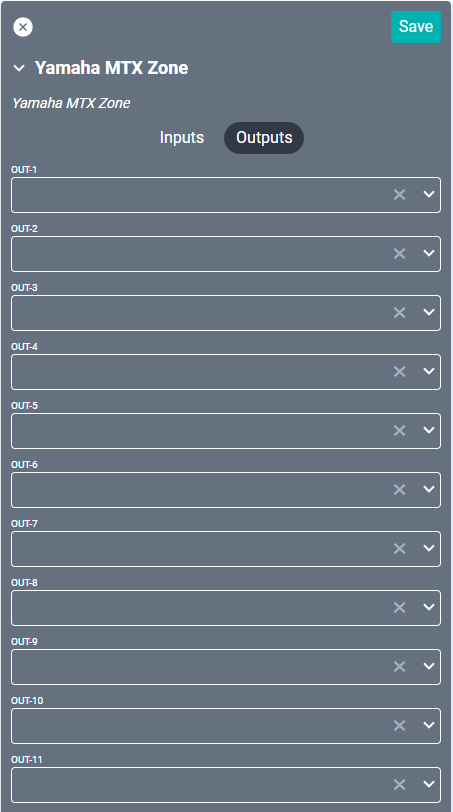 Save
Yamaha MTX Zone
Yamaha MTX Zone
Inputs Outputs
OUT-1
OUT-2
OUT-3
OUT-4
OUT-5
OUT-6
OUT-7
OUT-8
OUT-9
OUT-10
OUT-11